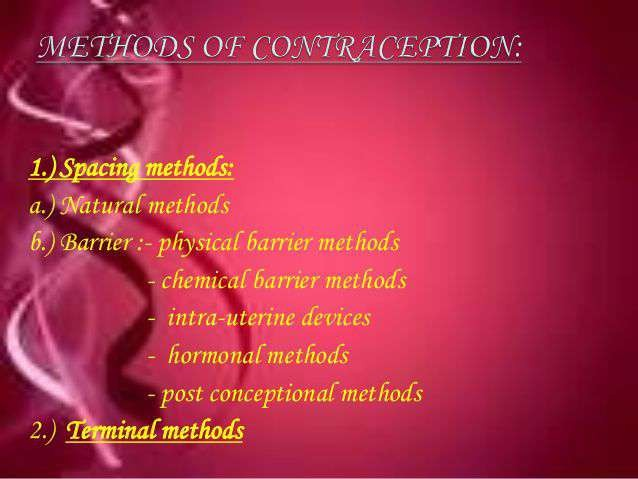 METHODS OF CONTRACEPTION:
1.) Spacing methods:
a.) Natural methods
b.) Barrier :- physical barrier methods
- chemical barrier methods
- intra-uterine devices
- hormonal methods
- post conceptional methods
2.) Terminal methods